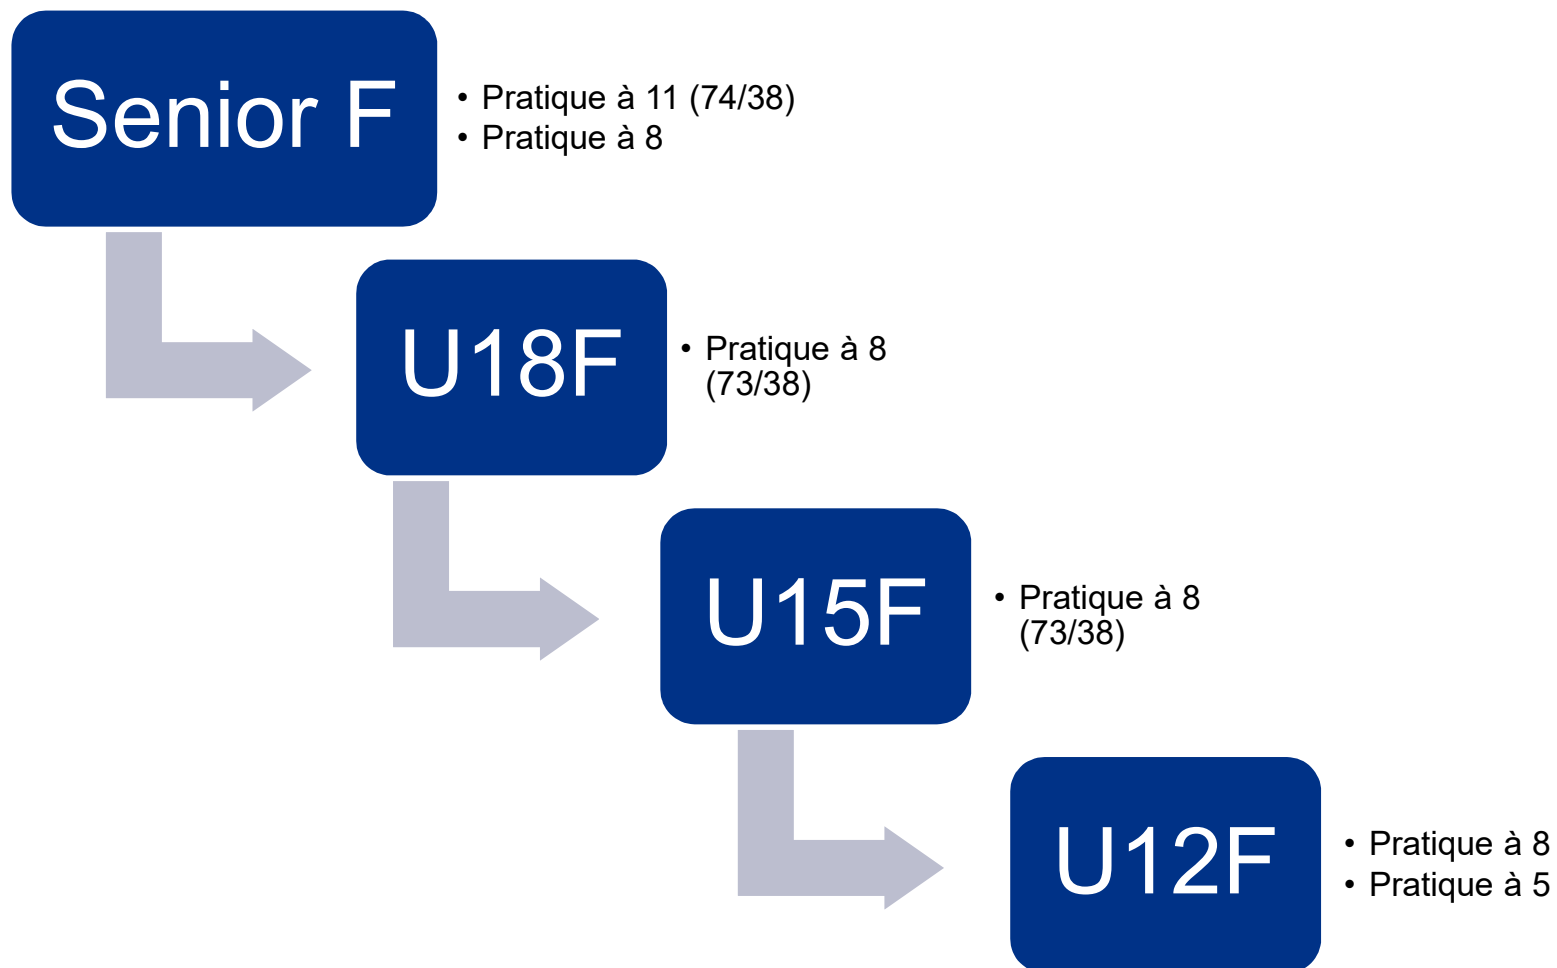 Senior F
• Pratique à 11 (74/38)
• Pratique à 8
U18F
• Pratique à 8
(73/38)
U15F
• Pratique à 8
(73/38)
U12F
• Pratique à 8
• Pratique à 5